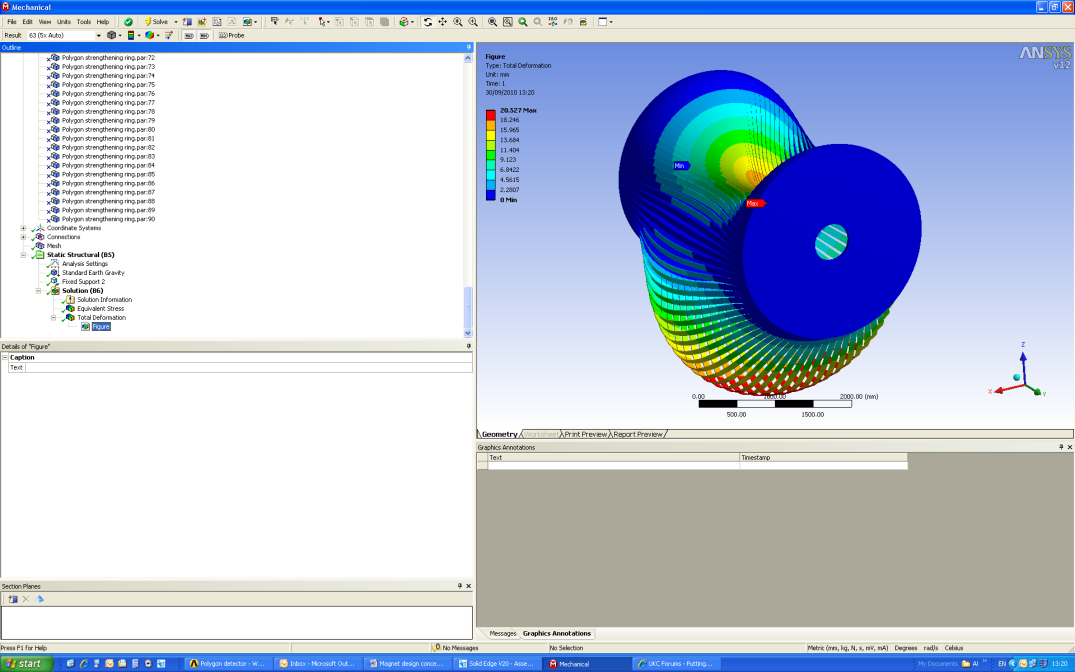 Mechanical
File Edit View Units Tools Help Solve
Result 63 (5x Auto) Probe
Outline
Polygon strengthening ring.par:72
Polygon strengthening ring.par:73
Polygon strengthening ring.par:74
Polygon strengthening ring.par:75
Polygon strengthening ring.par:76
Polygon strengthening ring.par:77
Polygon strengthening ring.par:78
Polygon strengthening ring.par:79
Polygon strengthening ring.par:80
Polygon strengthening ring.par:81
Polygon strengthening ring.par:82
Polygon strengthening ring.par:83
Polygon strengthening ring.par:84
Polygon strengthening ring.par:85
Polygon strengthening ring.par:86
Polygon strengthening ring.par:87
Polygon strengthening ring.par:88
Polygon strengthening ring.par:89
Polygon strengthening ring.par:90
Coordinate Systems
Connections
Mesh
Static Structural (B5)
Analysis Settings
Standard Earth Gravity
Fixed Support 2
Solution (B6)
Solution Information
Equivalent Stress
Total Deformation
Figure
Details of "Figure"
Caption
Text
Section Planes
Figure
Type: Total Deformation
Unit: mm
Time: 1
30/09/2010 13:20
20.527 Max
18.246
15.965
13.684
11.404
9.123
6.8422
4.5615
2.2807
0 Min
ANSYS
v12
Min
Max
0.00 1000.00 2000.00 (mm)
500.00 1500.00
Z
X
Y
Geometry Worksheet Print Preview Report Preview
Graphics Annotations
Text Timestamp
Messages Graphics Annotations
Press F1 for Help No Messages No Selection Metric (mm, kg, N, s, mV, mA) Degrees rad/s Celsius
start Polygon detector - W... Inbox - Microsoft Out... Magnet design conce... Solid Edge V20 - Asse... Mechanical UKC Forums - Putting... My Documents AI EN 13:20